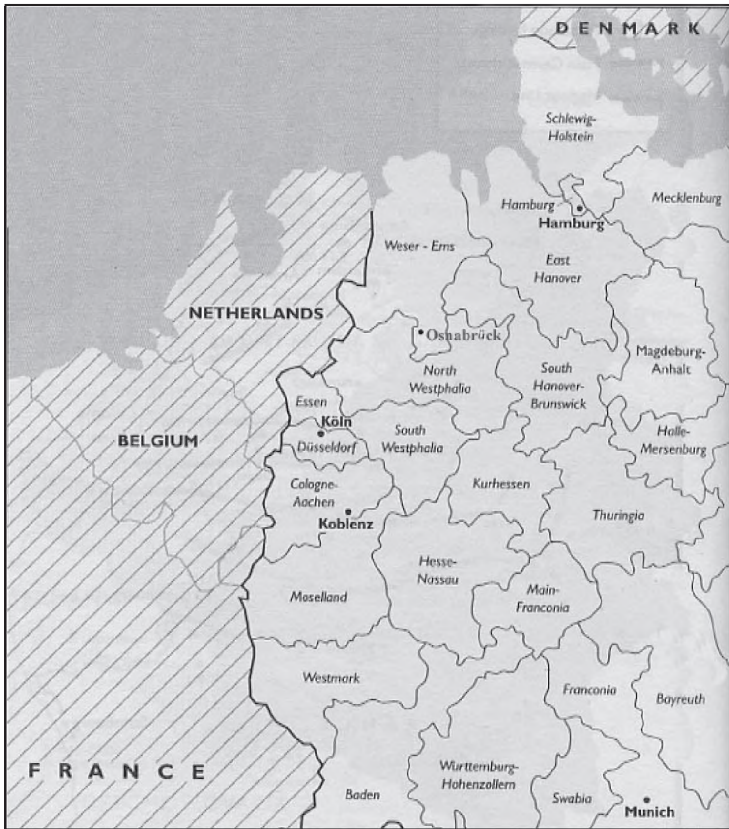 DENMARK
Schlewig-
Holstein
Mecklenburg
Hamburg
Hamburg
Weser - Ems
East
Hanover
NETHERLANDS
Osnabrück
Magdeburg-
Anhalt
North
Westphalia
South
Hanover-
Brunswick
Essen
Köln
BELGIUM
Düsseldorf
South
Westphalia
Halle-
Mersenburg
Cologne-
Aachen
Kurhessen
Koblenz
Thuringia
Hesse-
Nassau
Moselland
Main-
Franconia
Westmark
Franconia
Bayreuth
FRANCE
Württemburg-
Hohenzollern
Baden
Swabia
Munich